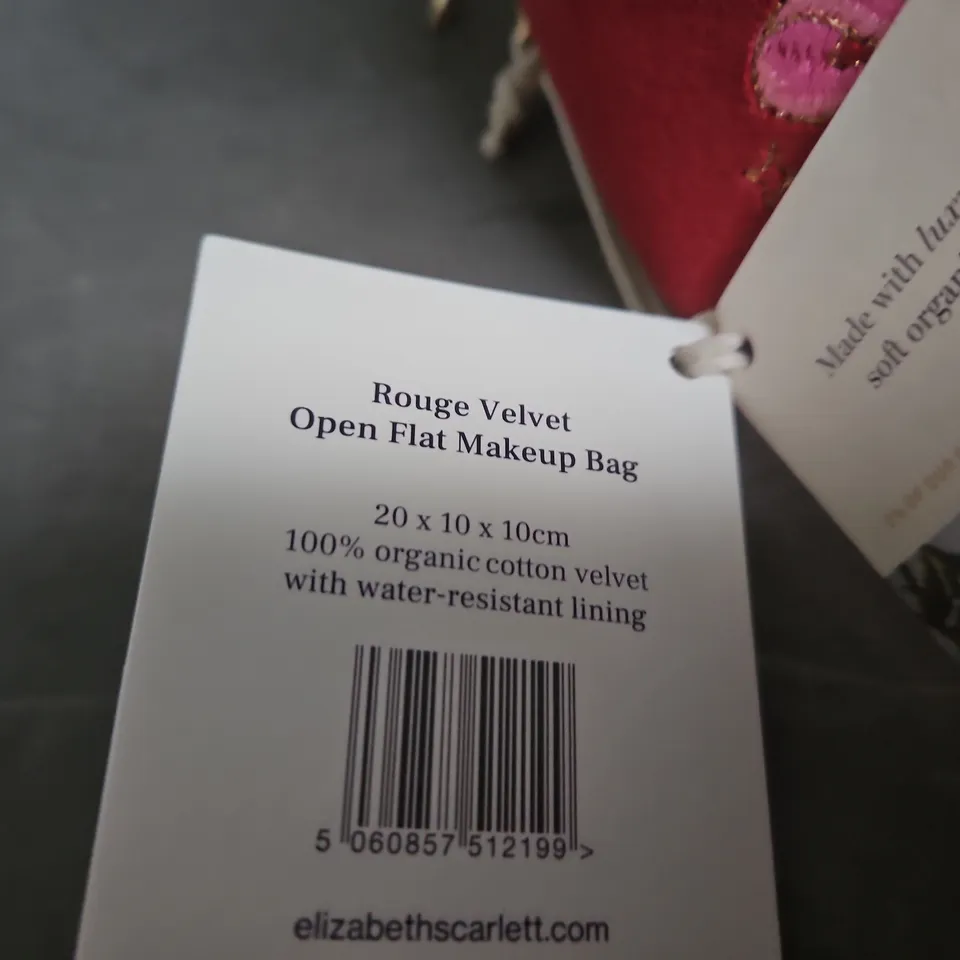 Rouge Velvet
Open Flat Makeup Bag
20 x 10 x 10cm
100% organic cotton velvet
with water-resistant lining
5 060857 512199 >
elizabethscarlett.com
Made with
soft